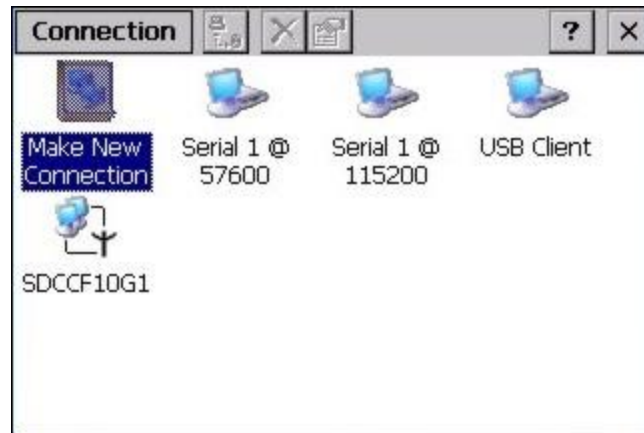 Connection ? ×
Make New
Connection
Serial 1 @
57600
Serial 1 @
115200
USB Client
SDCCF10G1